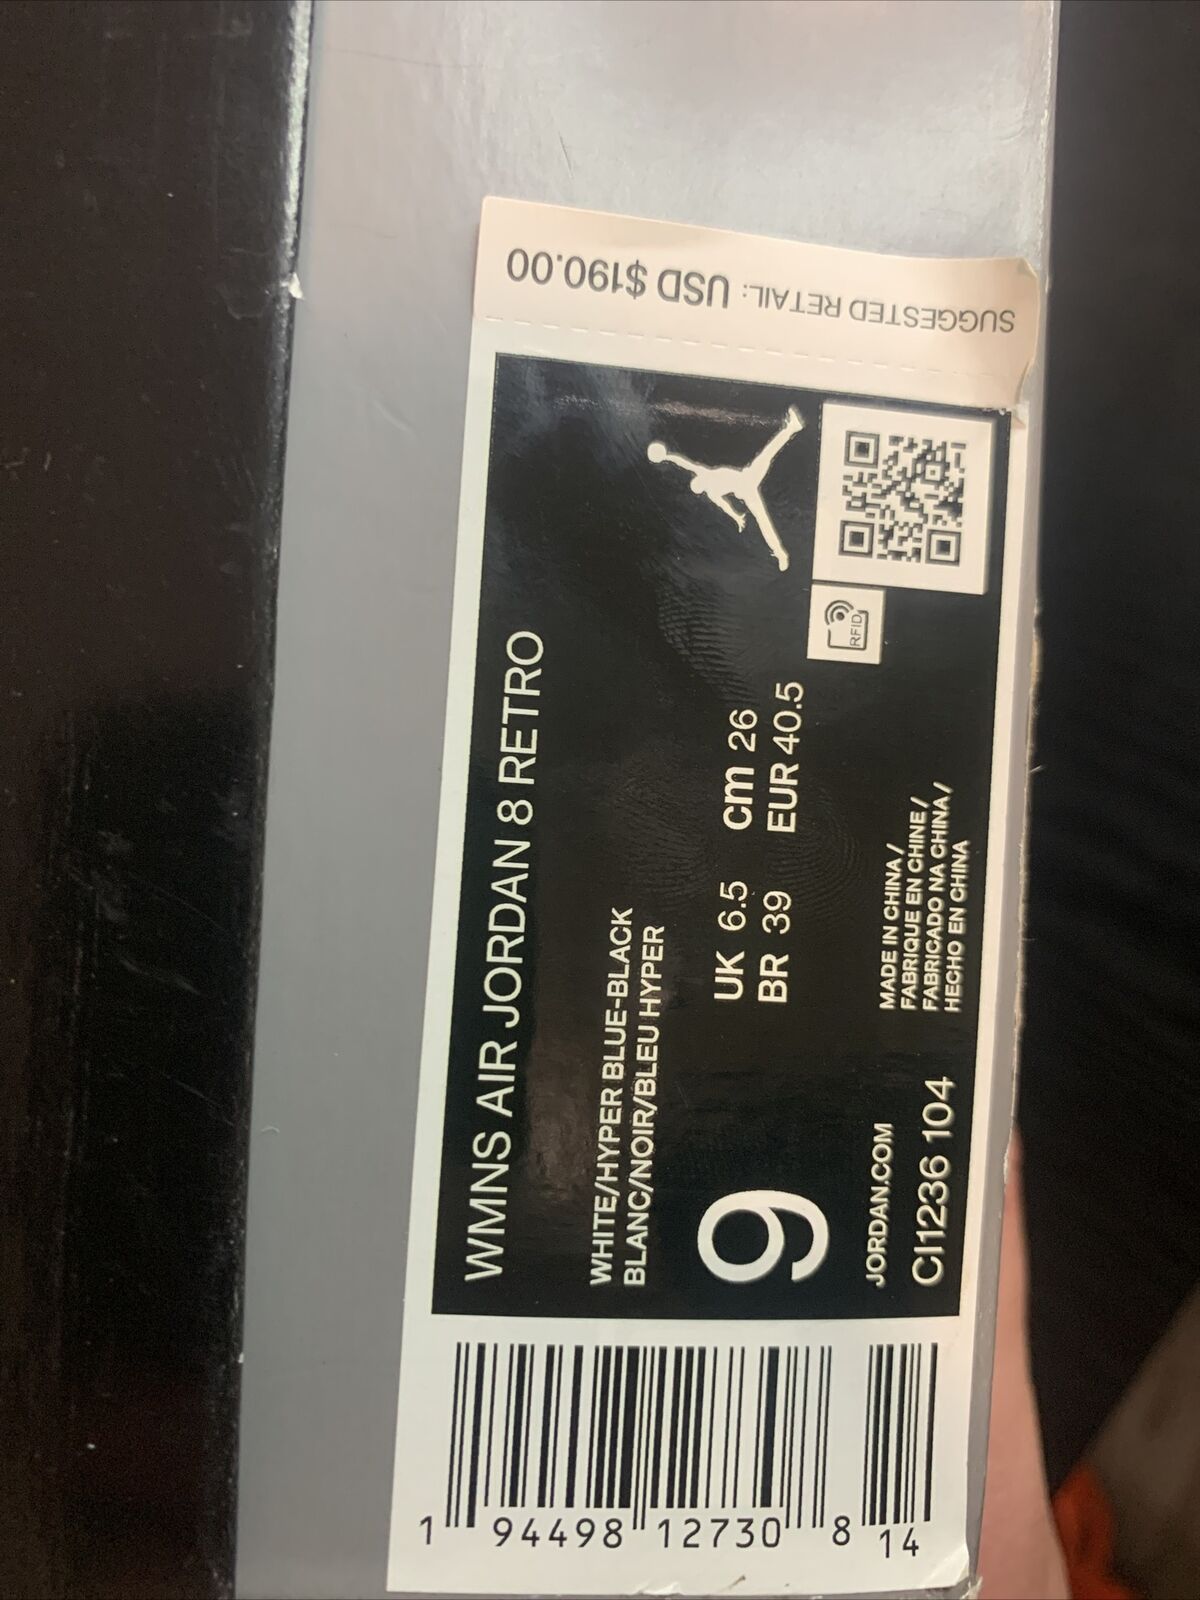 SUGGESTED RETAIL: USD $190.00
WMNS AIR JORDAN 8 RETRO
WHITE/HYPER BLUE-BLACK
BLANC/NOIR/BLEU HYPER
9
UK 6.5 cm 26
BR 39 EUR 40.5
RFID
JORDAN.COM
CI1236 104
MADE IN CHINA/
FABRIQUE EN CHINE/
FABRICADO NA CHINA/
HECHO EN CHINA
1 94498 12730 8 14